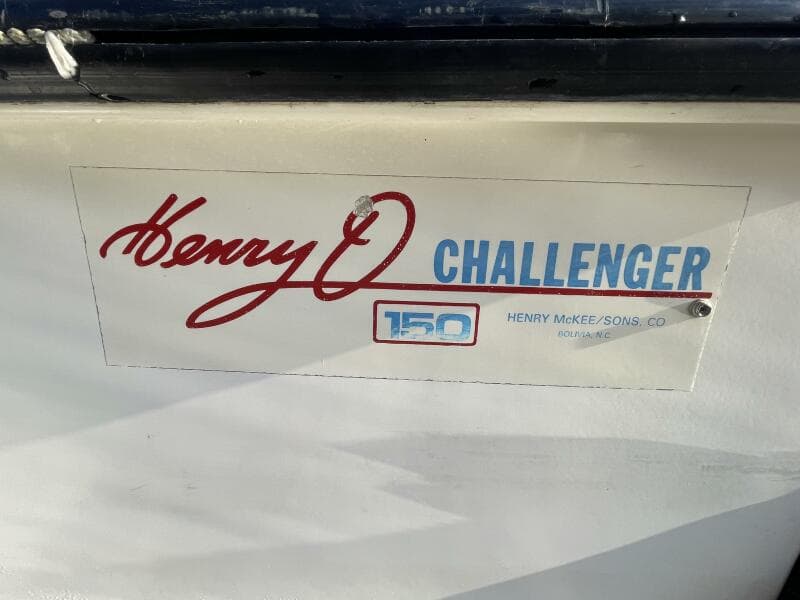 Henry O CHALLENGER
150
HENRY McKEE/SONS, CO
BOLIVIA, N.C.